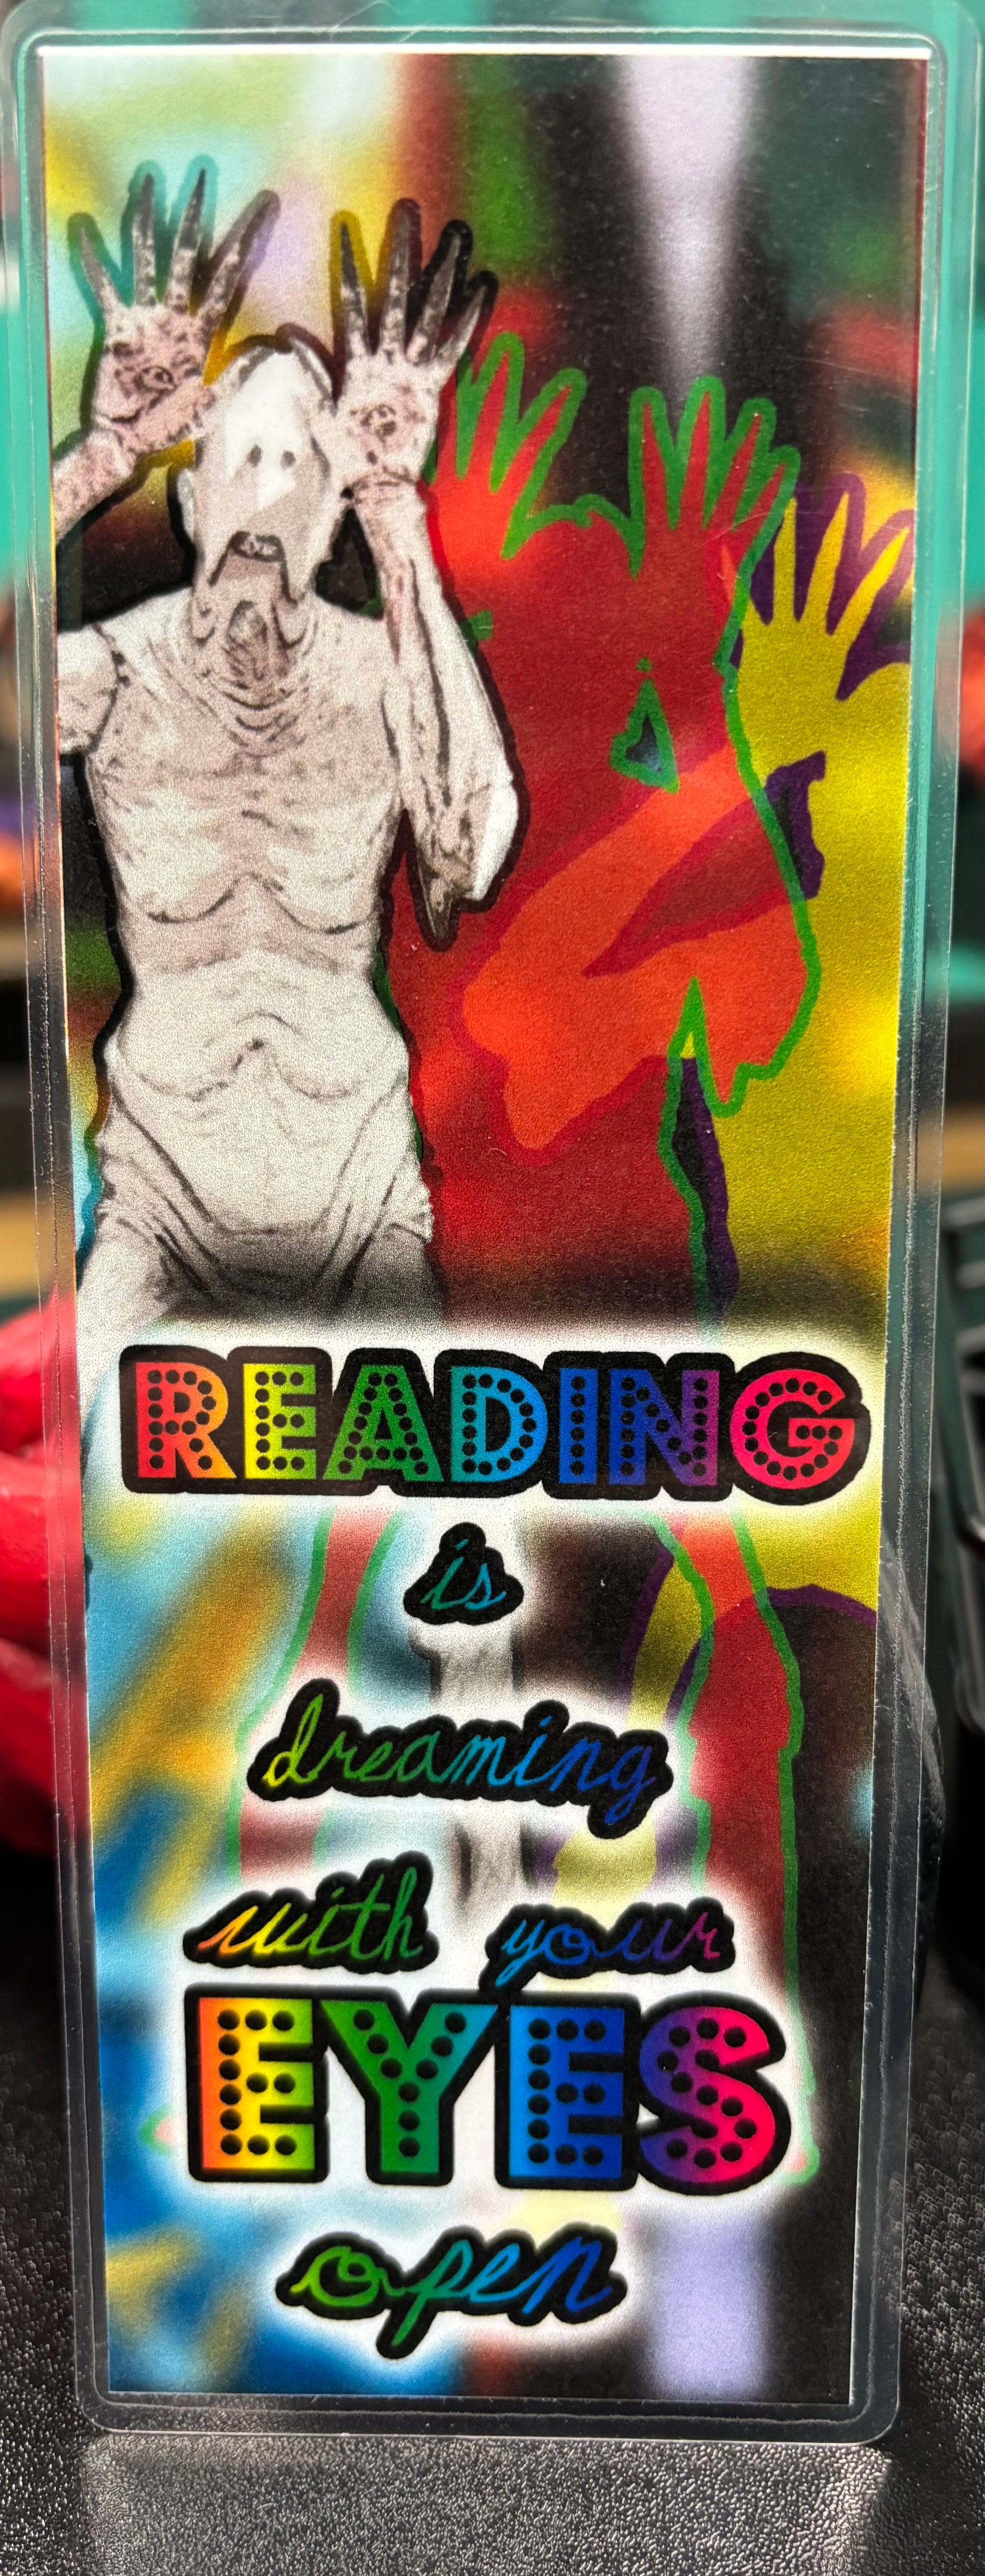 READING
is
dreaming
with your
EYES
open